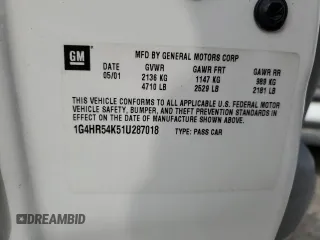 GM
MFD BY GENERAL MOTORS CORP
DATE GVWR GAWR FRT GAWR RR
05/01 2136 KG 1147 KG 989 KG
4710 LB 2529 LB 2181 LB
THIS VEHICLE CONFORMS TO ALL APPLICABLE U.S. FEDERAL MOTOR
VEHICLE SAFETY, BUMPER, AND THEFT PREVENTION STANDARDS IN
EFFECT ON THE DATE OF MANUFACTURE SHOWN ABOVE.
1G4HR54K51U287018 TYPE: PASS CAR
DREAMBID